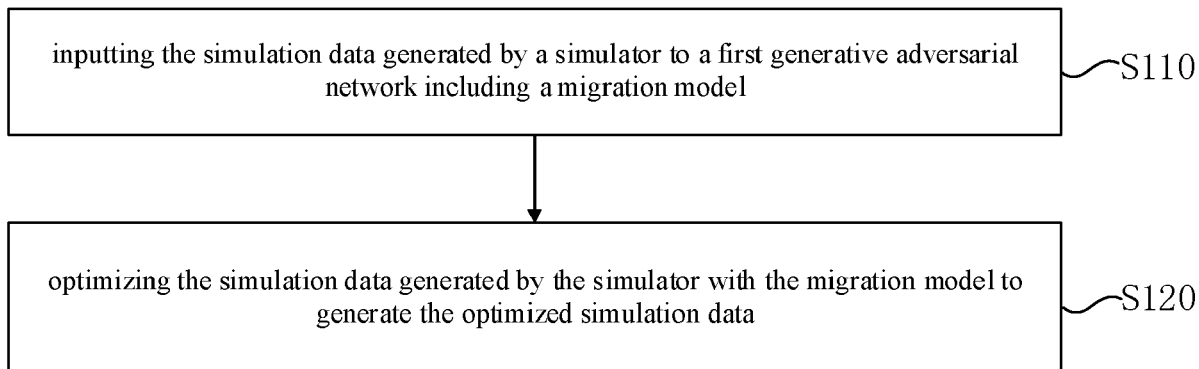 inputting the simulation data generated by a simulator to a first generative adversarial
network including a migration model
S110
optimizing the simulation data generated by the simulator with the migration model to
generate the optimized simulation data
S120